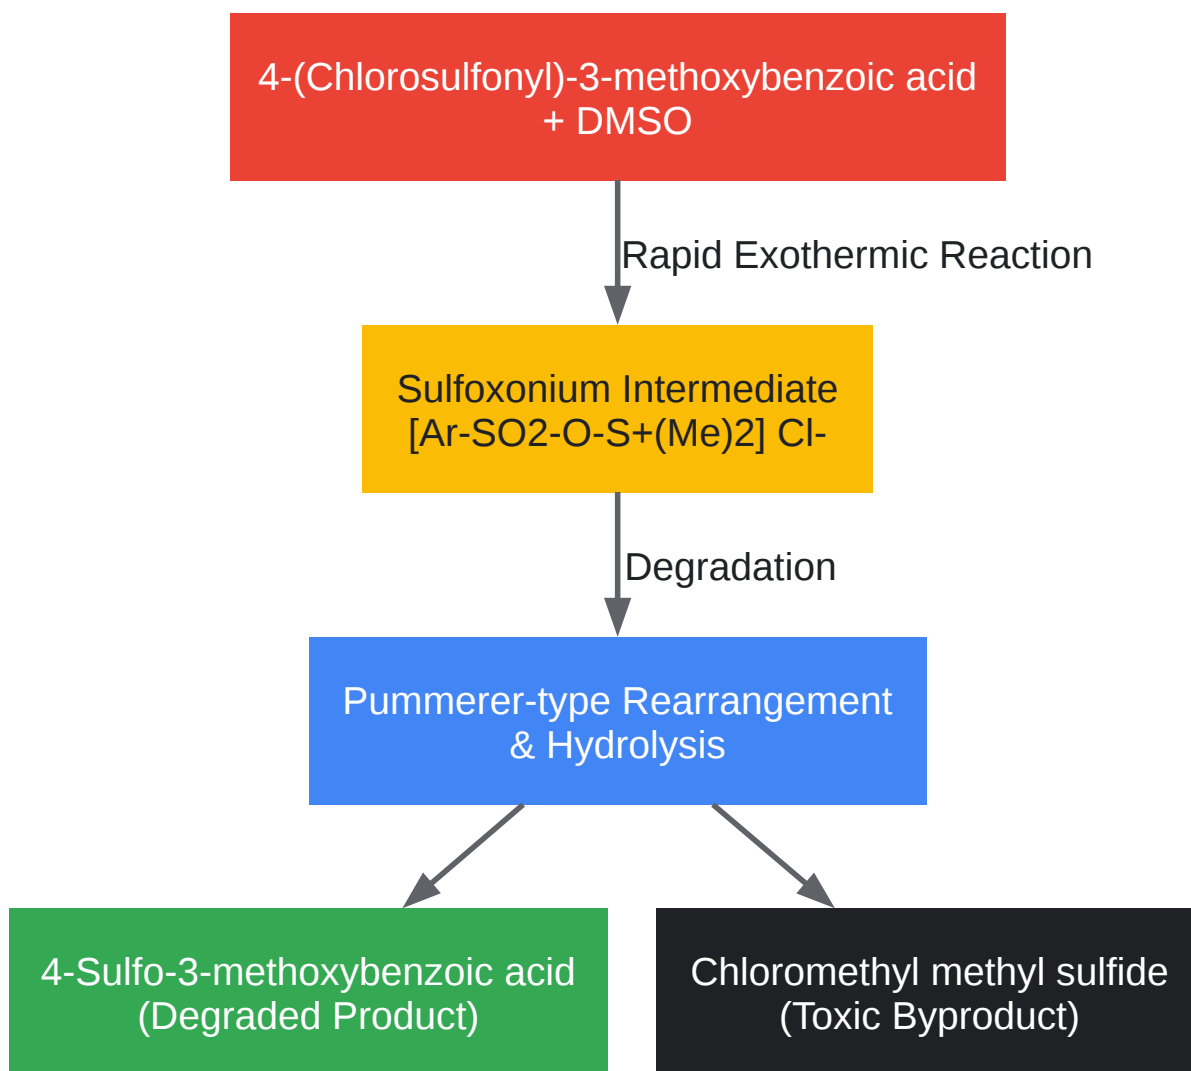 4-(Chlorosulfonyl)-3-methoxybenzoic acid
+ DMSO
Rapid Exothermic Reaction
Sulfoxonium Intermediate
[Ar-SO2-O-S+(Me)2] Cl-
Degradation
Pummerer-type Rearrangement
& Hydrolysis
4-Sulfo-3-methoxybenzoic acid
(Degraded Product)
Chloromethyl methyl sulfide
(Toxic Byproduct)